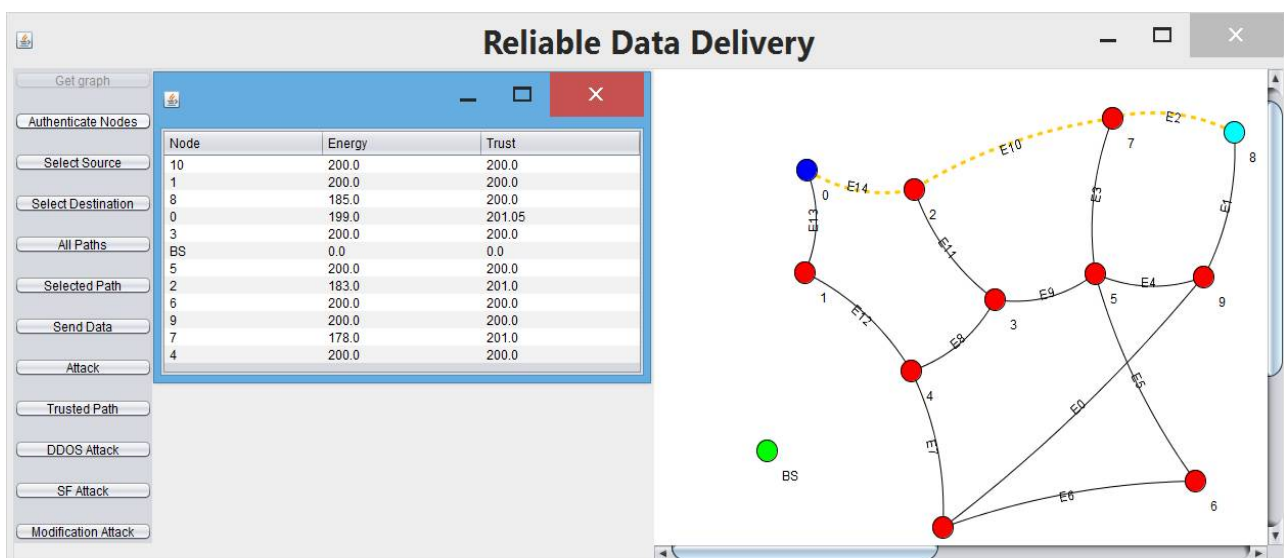 Reliable Data Delivery
Get graph
Authenticate Nodes
Select Source
Select Destination
All Paths
Selected Path
Send Data
Attack
Trusted Path
DDOS Attack
SF Attack
Modification Attack
Node Energy Trust
10 200.0 200.0
1 200.0 200.0
8 185.0 200.0
0 199.0 201.05
3 200.0 200.0
BS 0.0 0.0
5 200.0 200.0
2 183.0 201.0
6 200.0 200.0
9 200.0 200.0
7 178.0 201.0
4 200.0 200.0
E2
7
8
E10
0
E14
2
E3
E1
E13
E11
1
E12
3
E9
5
E4
9
E8
4
E5
E0
E7
BS
E6
6